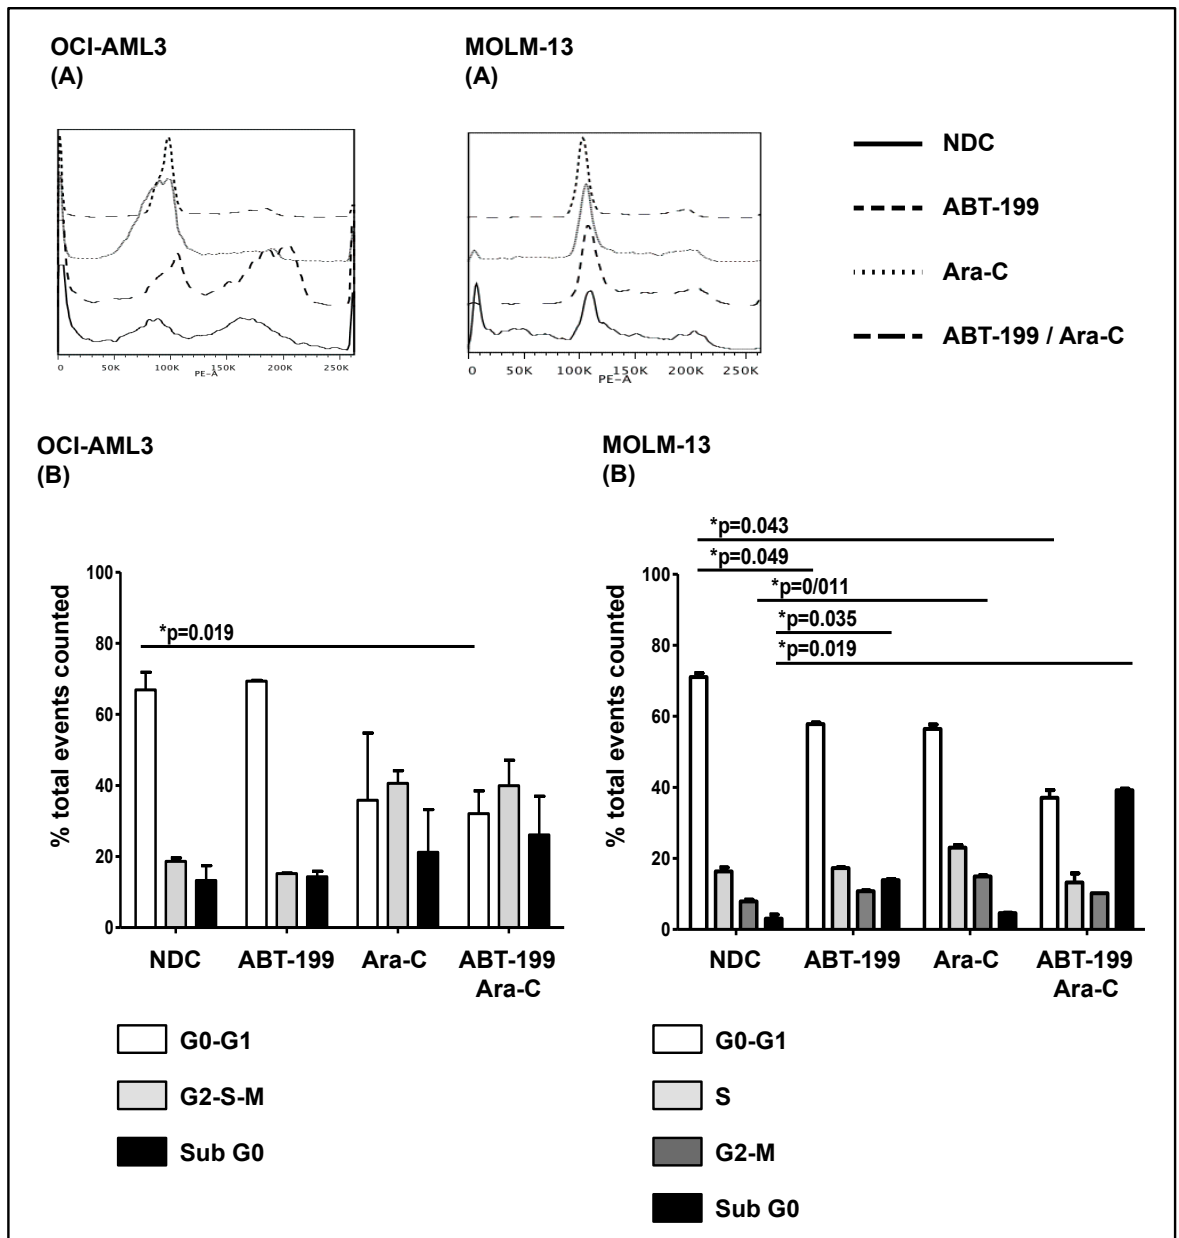 OCI-AML3
(A)
MOLM-13
(A)
0 50K 100K 150K 200K 250K
PE-A
0 50K 100K 150K 200K 250K
PE-A
NDC
ABT-199
Ara-C
ABT-199 / Ara-C
OCI-AML3
(B)
% total events counted
100
80
60
40
20
0
*p=0.019
NDC ABT-199 Ara-C ABT-199
Ara-C
G0-G1
G2-S-M
Sub G0
MOLM-13
(B)
*p=0.043
*p=0.049
*p=0/011
*p=0.035
*p=0.019
% total events counted
100
80
60
40
20
0
NDC ABT-199 Ara-C ABT-199
Ara-C
G0-G1
S
G2-M
Sub G0